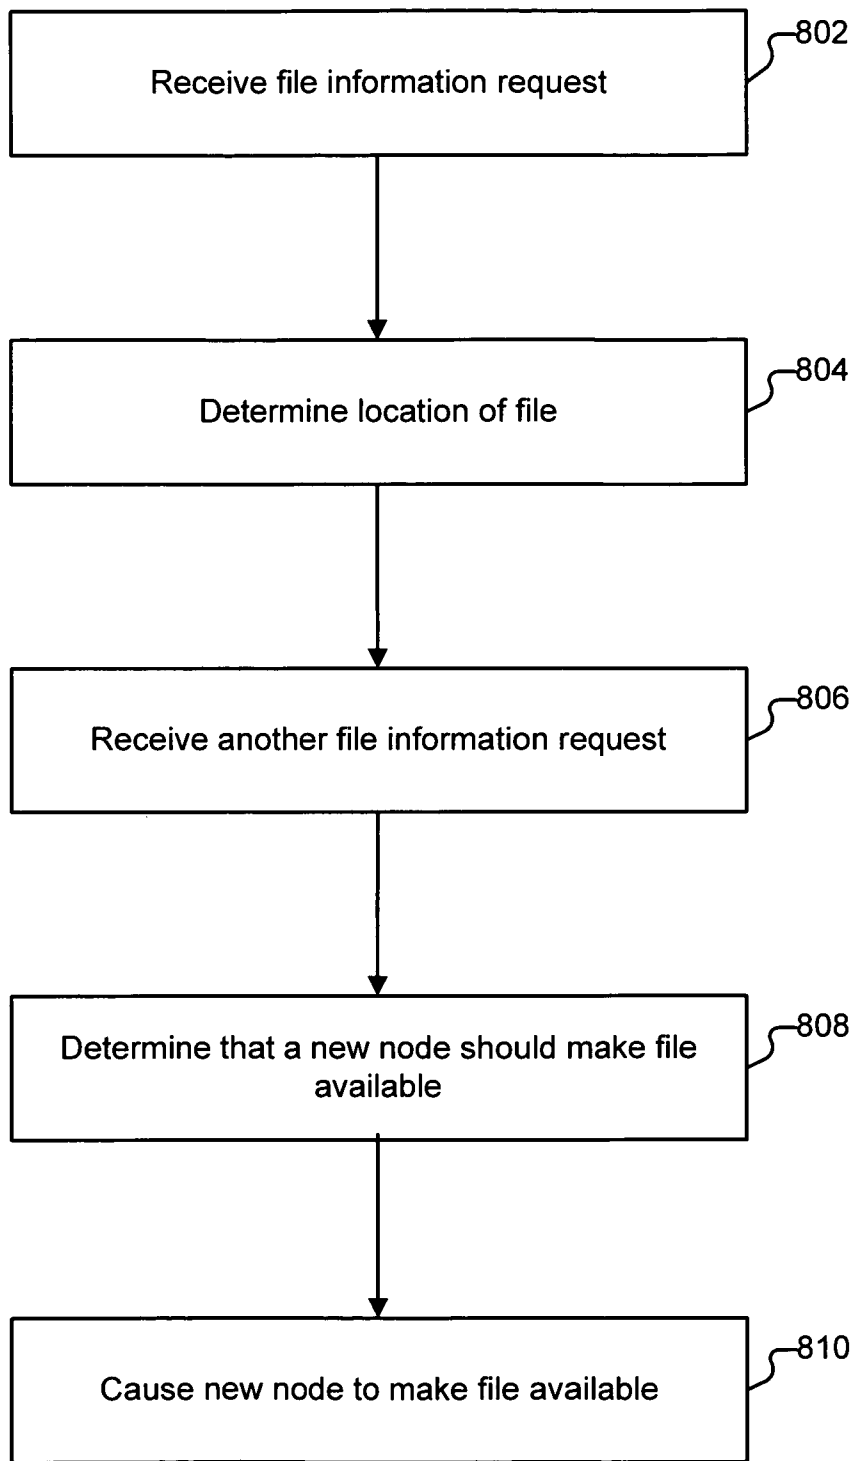 802
Receive file information request
804
Determine location of file
806
Receive another file information request
808
Determine that a new node should make file
available
810
Cause new node to make file available